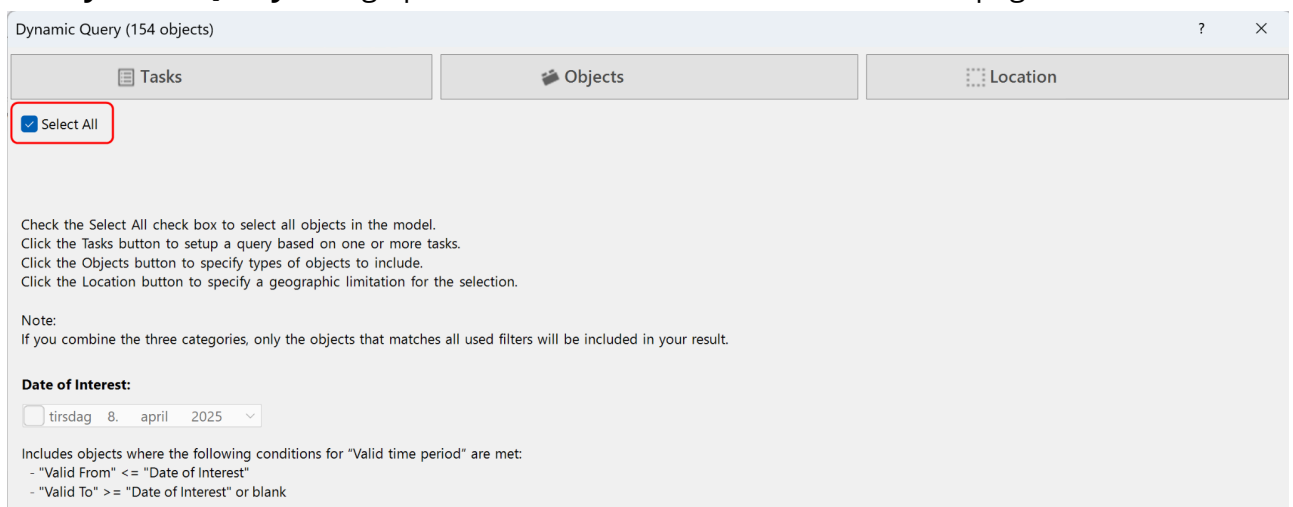 Dynamic Query (154 objects) ? ×
Tasks Objects Location
Select All
Check the Select All check box to select all objects in the model.
Click the Tasks button to setup a query based on one or more tasks.
Click the Objects button to specify types of objects to include.
Click the Location button to specify a geographic limitation for the selection.
Note:
If you combine the three categories, only the objects that matches all used filters will be included in your result.
Date of Interest:
tirsdag 8. april 2025
Includes objects where the following conditions for "Valid time period" are met:
- "Valid From" <= "Date of Interest"
- "Valid To" >= "Date of Interest" or blank